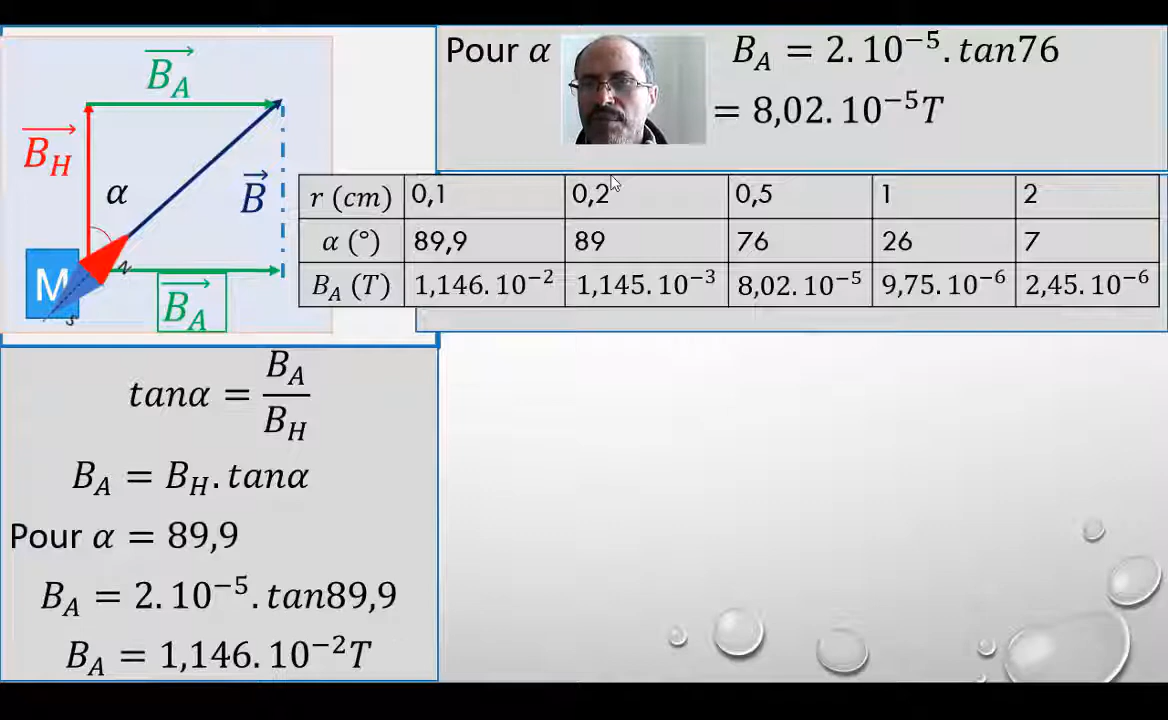 B_A
B_H
α
B
M
N
S
B_A
tanα = B_A / B_H
B_A = B_H . tanα
Pour α = 89,9
B_A = 2. 10⁻⁵ . tan89,9
B_A = 1,146. 10⁻² T
Pour α
B_A = 2. 10⁻⁵ . tan76
= 8,02. 10⁻⁵ T
r (cm) 0,1 0,2 0,5 1 2
α (°) 89,9 89 76 26 7
B_A (T) 1,146. 10⁻² 1,145. 10⁻³ 8,02. 10⁻⁵ 9,75. 10⁻⁶ 2,45. 10⁻⁶